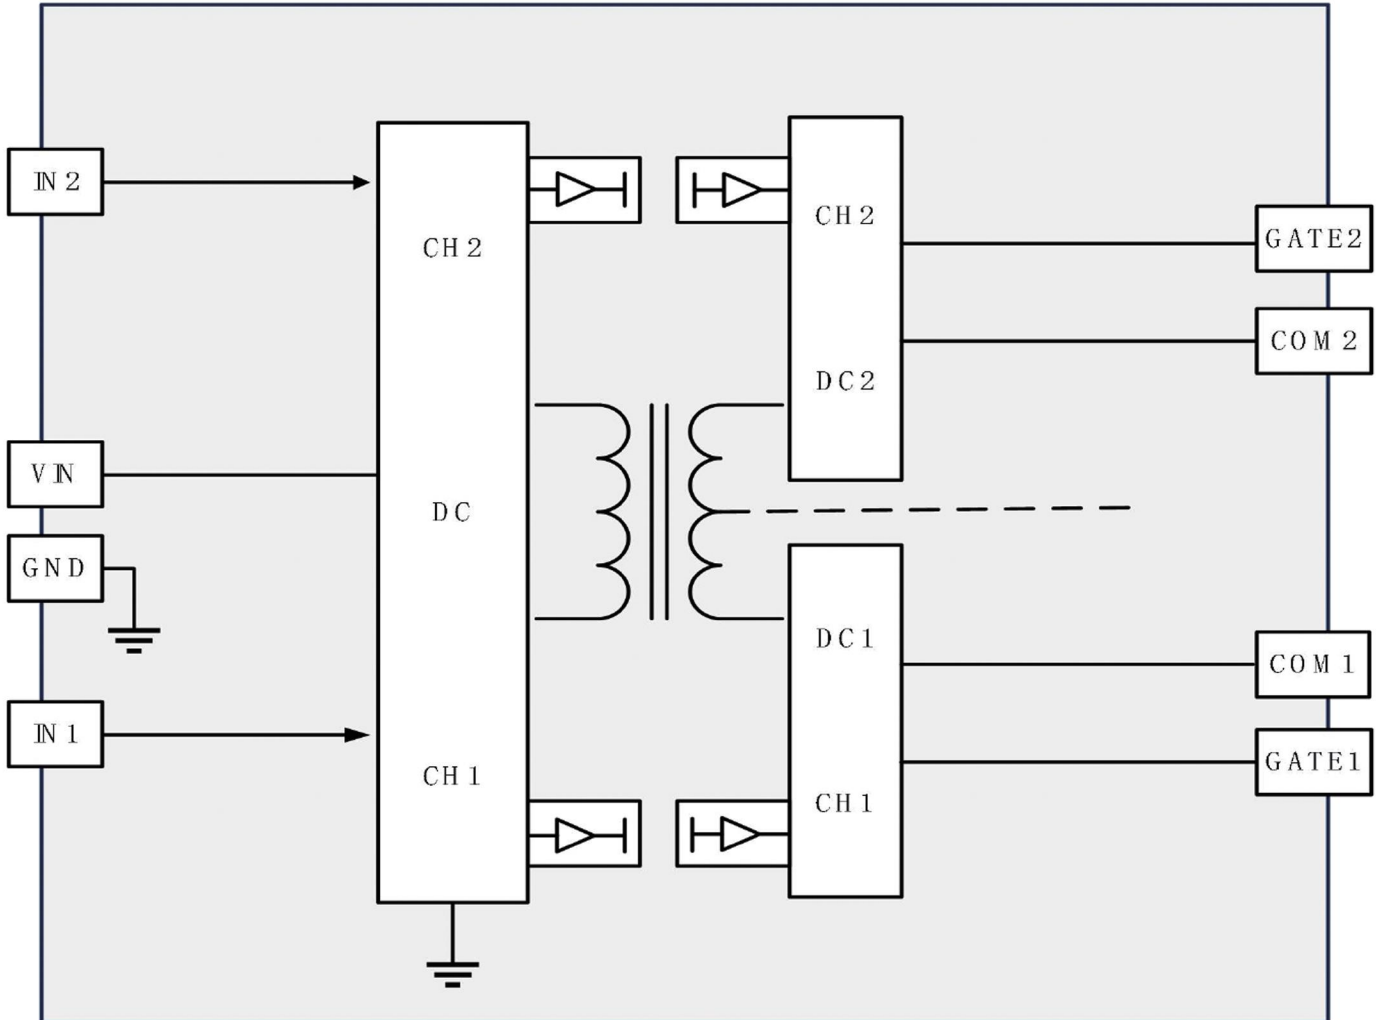 IN2
CH2
CH2
GATE2
COM2
DC2
VIN
DC
GND
DC1
COM1
IN1
CH1
CH1
GATE1